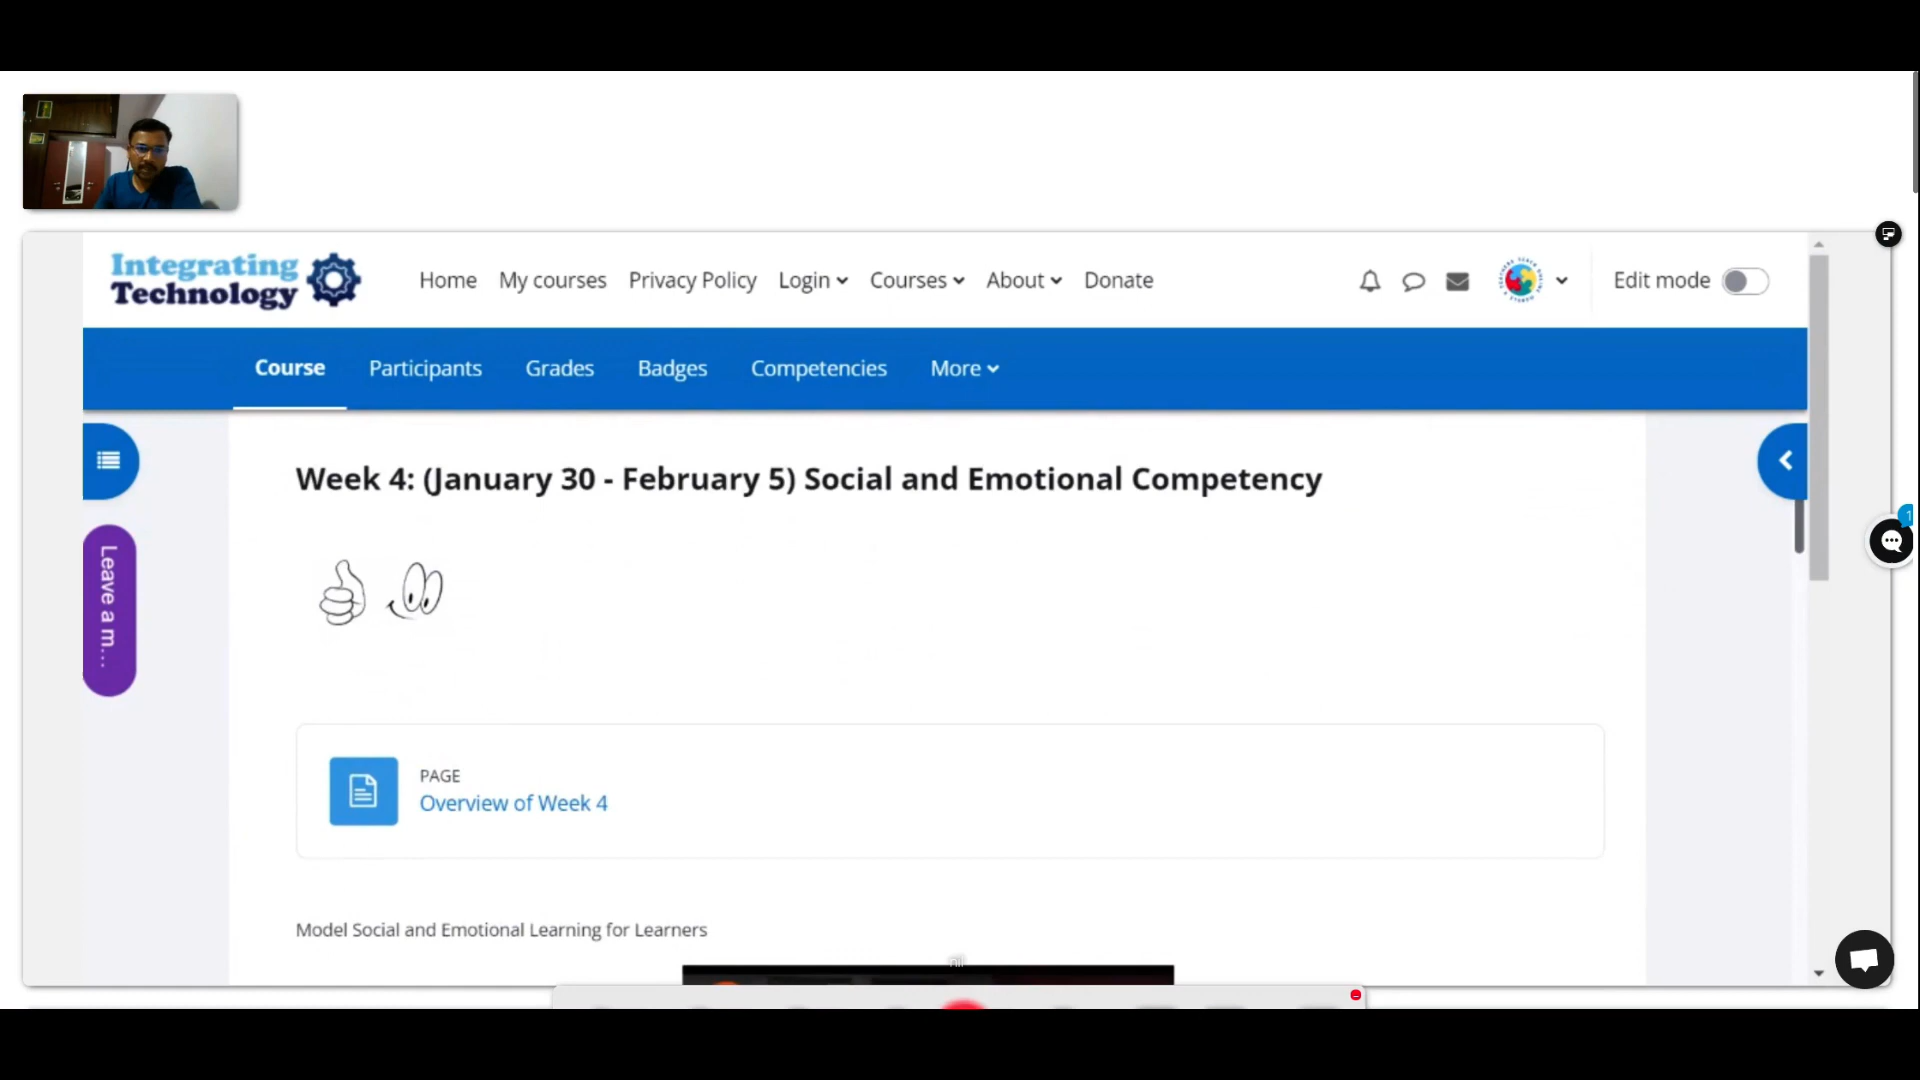 Integrating
Technology
Home My courses Privacy Policy Login Courses About Donate
Edit mode
Course Participants Grades Badges Competencies More
Week 4: (January 30 - February 5) Social and Emotional Competency
1
Leave a m...
PAGE
Overview of Week 4
Model Social and Emotional Learning for Learners